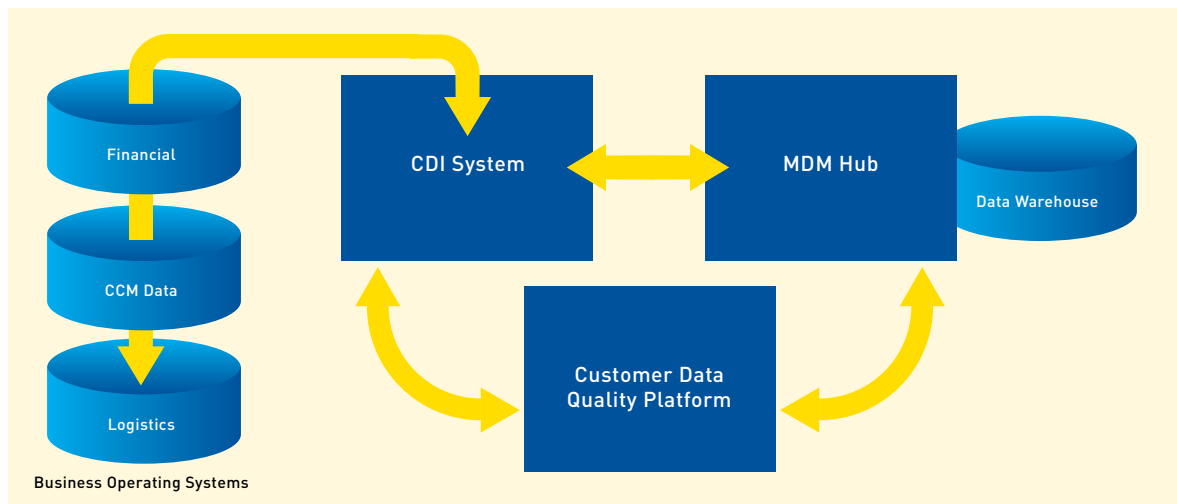 Financial
CCM Data
Logistics
Business Operating Systems
CDI System
MDM Hub
Data Warehouse
Customer Data
Quality Platform